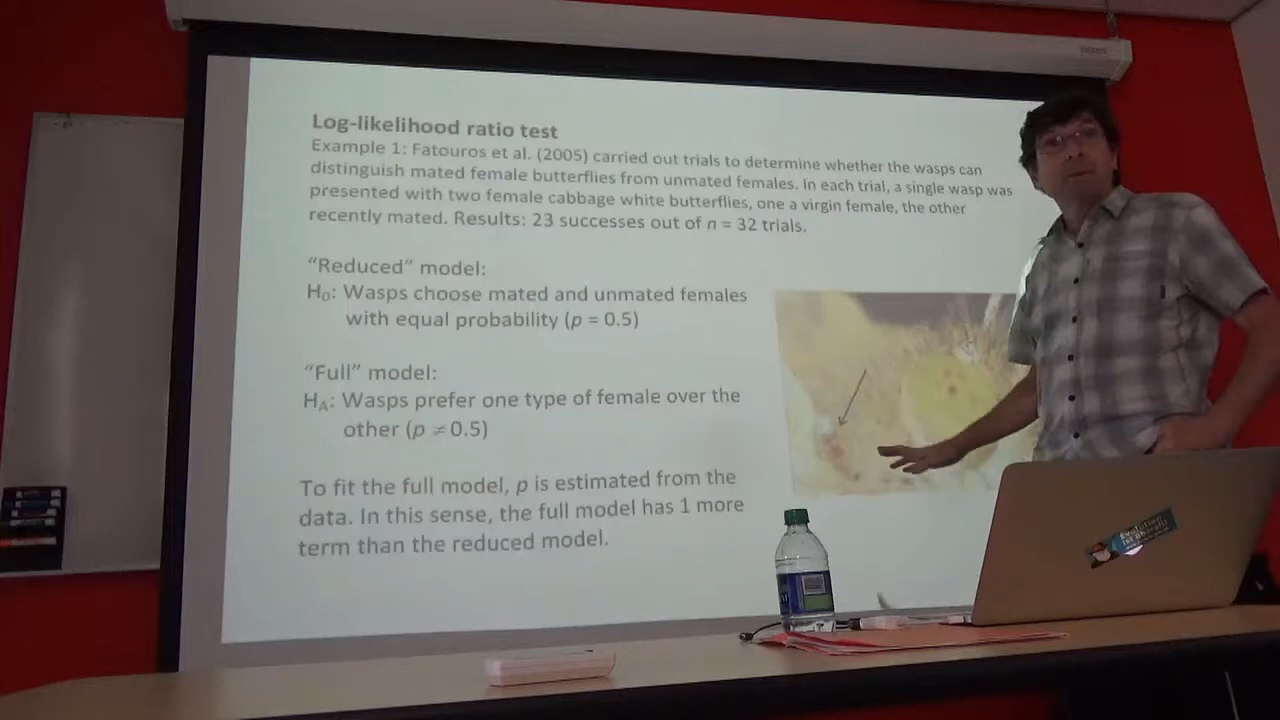 Log-likelihood ratio test
Example 1: Fatouros et al. (2005) carried out trials to determine whether the wasps can
distinguish mated female butterflies from unmated females. In each trial, a single wasp was
presented with two female cabbage white butterflies, one a virgin female, the other
recently mated. Results: 23 successes out of n = 32 trials.
“Reduced” model:
H₀: Wasps choose mated and unmated females
with equal probability (p = 0.5)
“Full” model:
Hᴀ: Wasps prefer one type of female over the
other (p ≠ 0.5)
To fit the full model, p is estimated from the
data. In this sense, the full model has 1 more
term than the reduced model.
Evolution